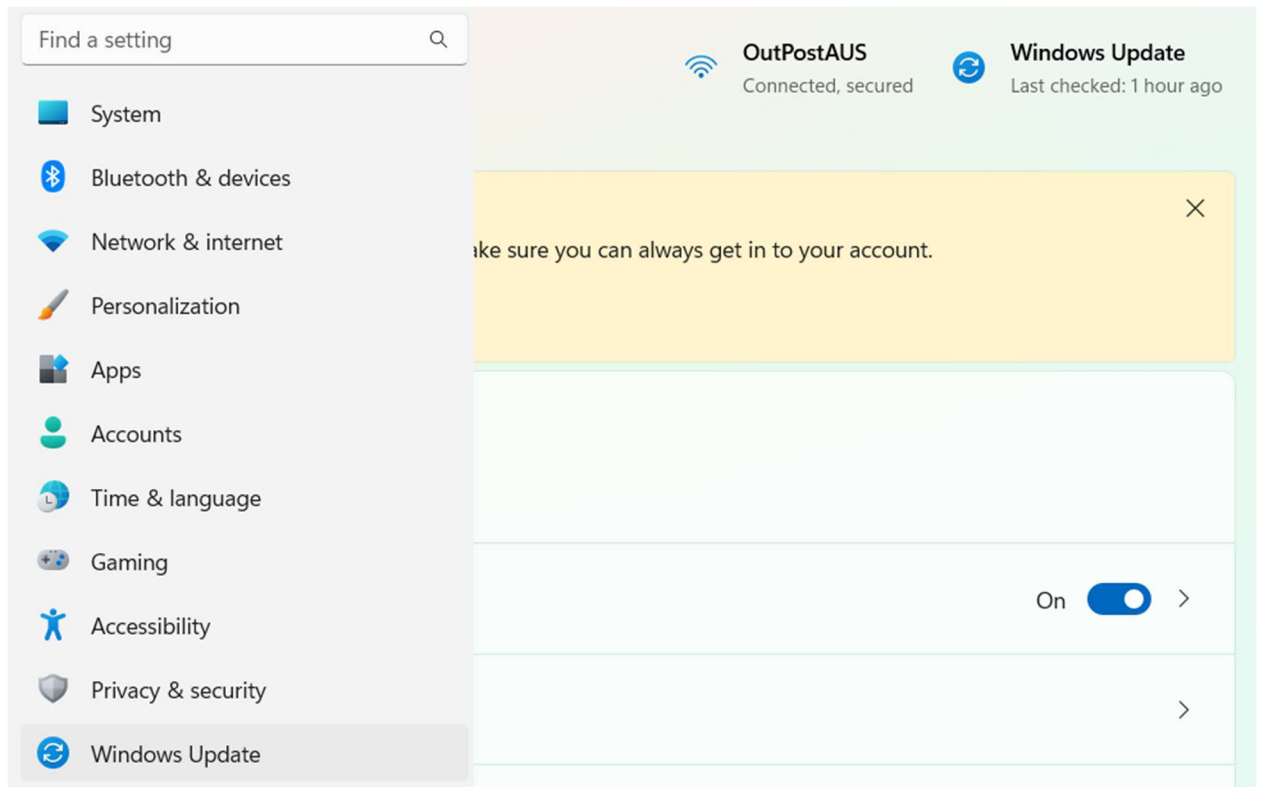 Find a setting
System
Bluetooth & devices
Network & internet
Personalization
Apps
Accounts
Time & language
Gaming
Accessibility
Privacy & security
Windows Update
OutPostAUS
Connected, secured
Windows Update
Last checked: 1 hour ago
sure you can always get in to your account.
On